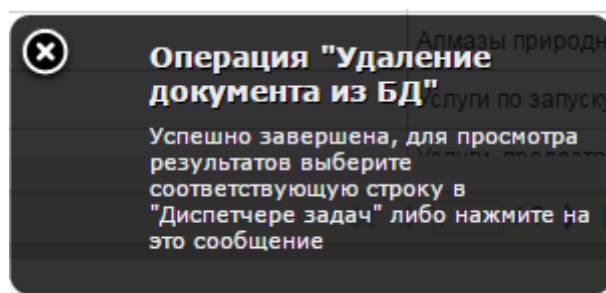 Операция "Удаление
документа из БД"
Успешно завершена, для просмотра
результатов выберите
соответствующую строку в
"Диспетчере задач" либо нажмите на
это сообщение
Алмазы природн
Услуги по запуску